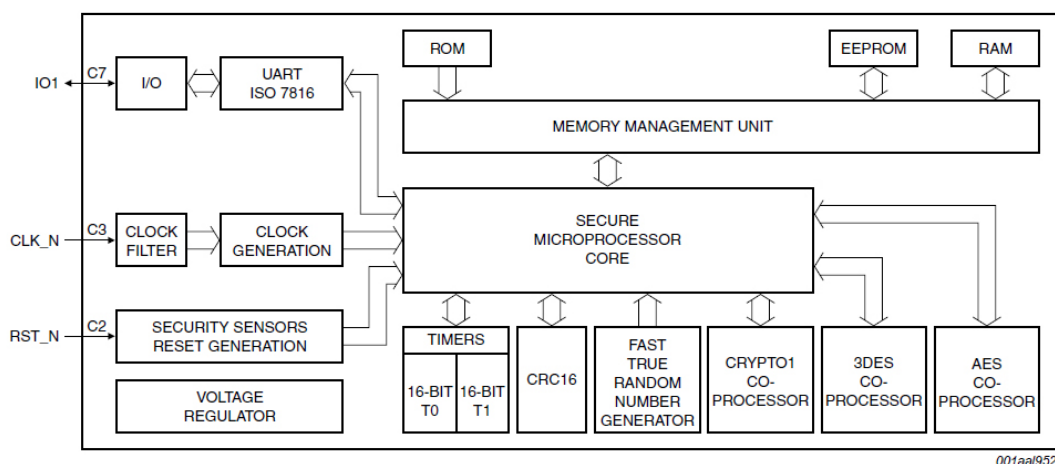 ROM
EEPROM
RAM
IO1
C7
I/O
UART
ISO 7816
MEMORY MANAGEMENT UNIT
CLK_N
C3
CLOCK
FILTER
CLOCK
GENERATION
SECURE
MICROPROCESSOR
CORE
RST_N
C2
SECURITY SENSORS
RESET GENERATION
VOLTAGE
REGULATOR
TIMERS
16-BIT
T0
16-BIT
T1
CRC16
FAST
TRUE
RANDOM
NUMBER
GENERATOR
CRYPTO1
CO-
PROCESSOR
3DES
CO-
PROCESSOR
AES
CO-
PROCESSOR
001aal952